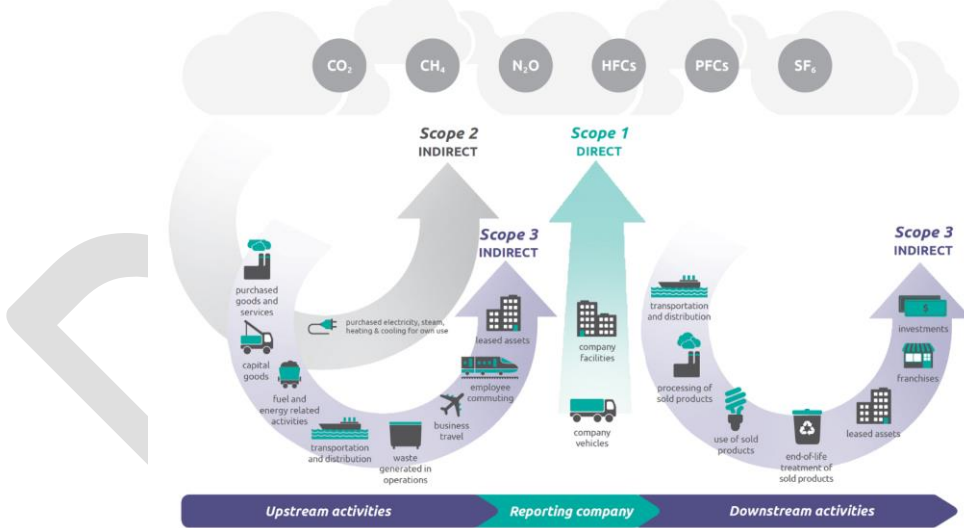 CO₂
CH₄
N₂O
HFCs
PFCs
SF₆
Scope 2
INDIRECT
Scope 1
DIRECT
Scope 3
INDIRECT
Scope 3
INDIRECT
purchased
goods and
services
capital
goods
fuel and
energy related
activities
transportation
and distribution
waste
generated in
operations
business
travel
employee
commuting
leased assets
purchased electricity, steam,
heating & cooling for own use
company
facilities
company
vehicles
transportation
and distribution
processing of
sold products
use of sold
products
end-of-life
treatment of
sold products
leased assets
franchises
$
investments
Upstream activities
Reporting company
Downstream activities